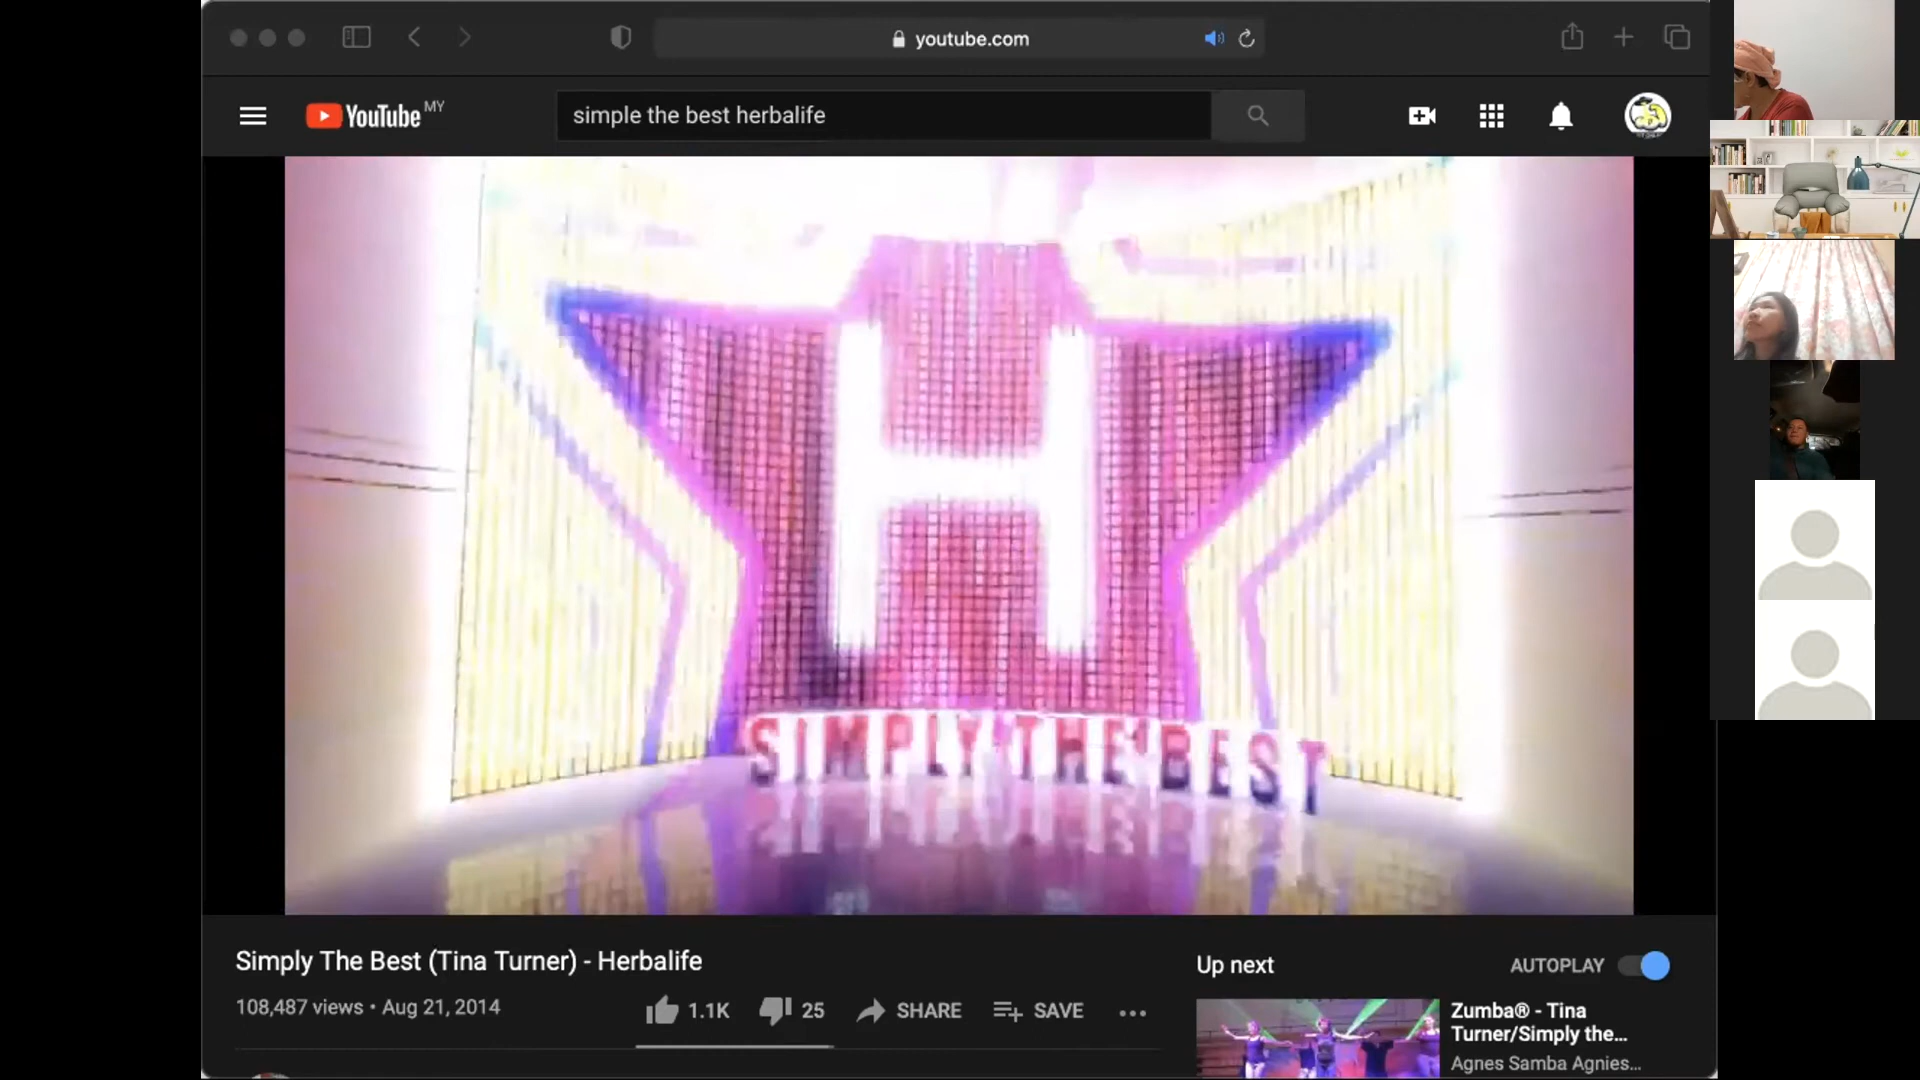 youtube.com
YouTube MY
simple the best herbalife
SIMPLY THE BEST
Simply The Best (Tina Turner) - Herbalife
108,487 views • Aug 21, 2014
1.1K
25
SHARE
SAVE
Up next
AUTOPLAY
Zumba® - Tina
Turner/Simply the...
Agnes Samba Agnies...
H